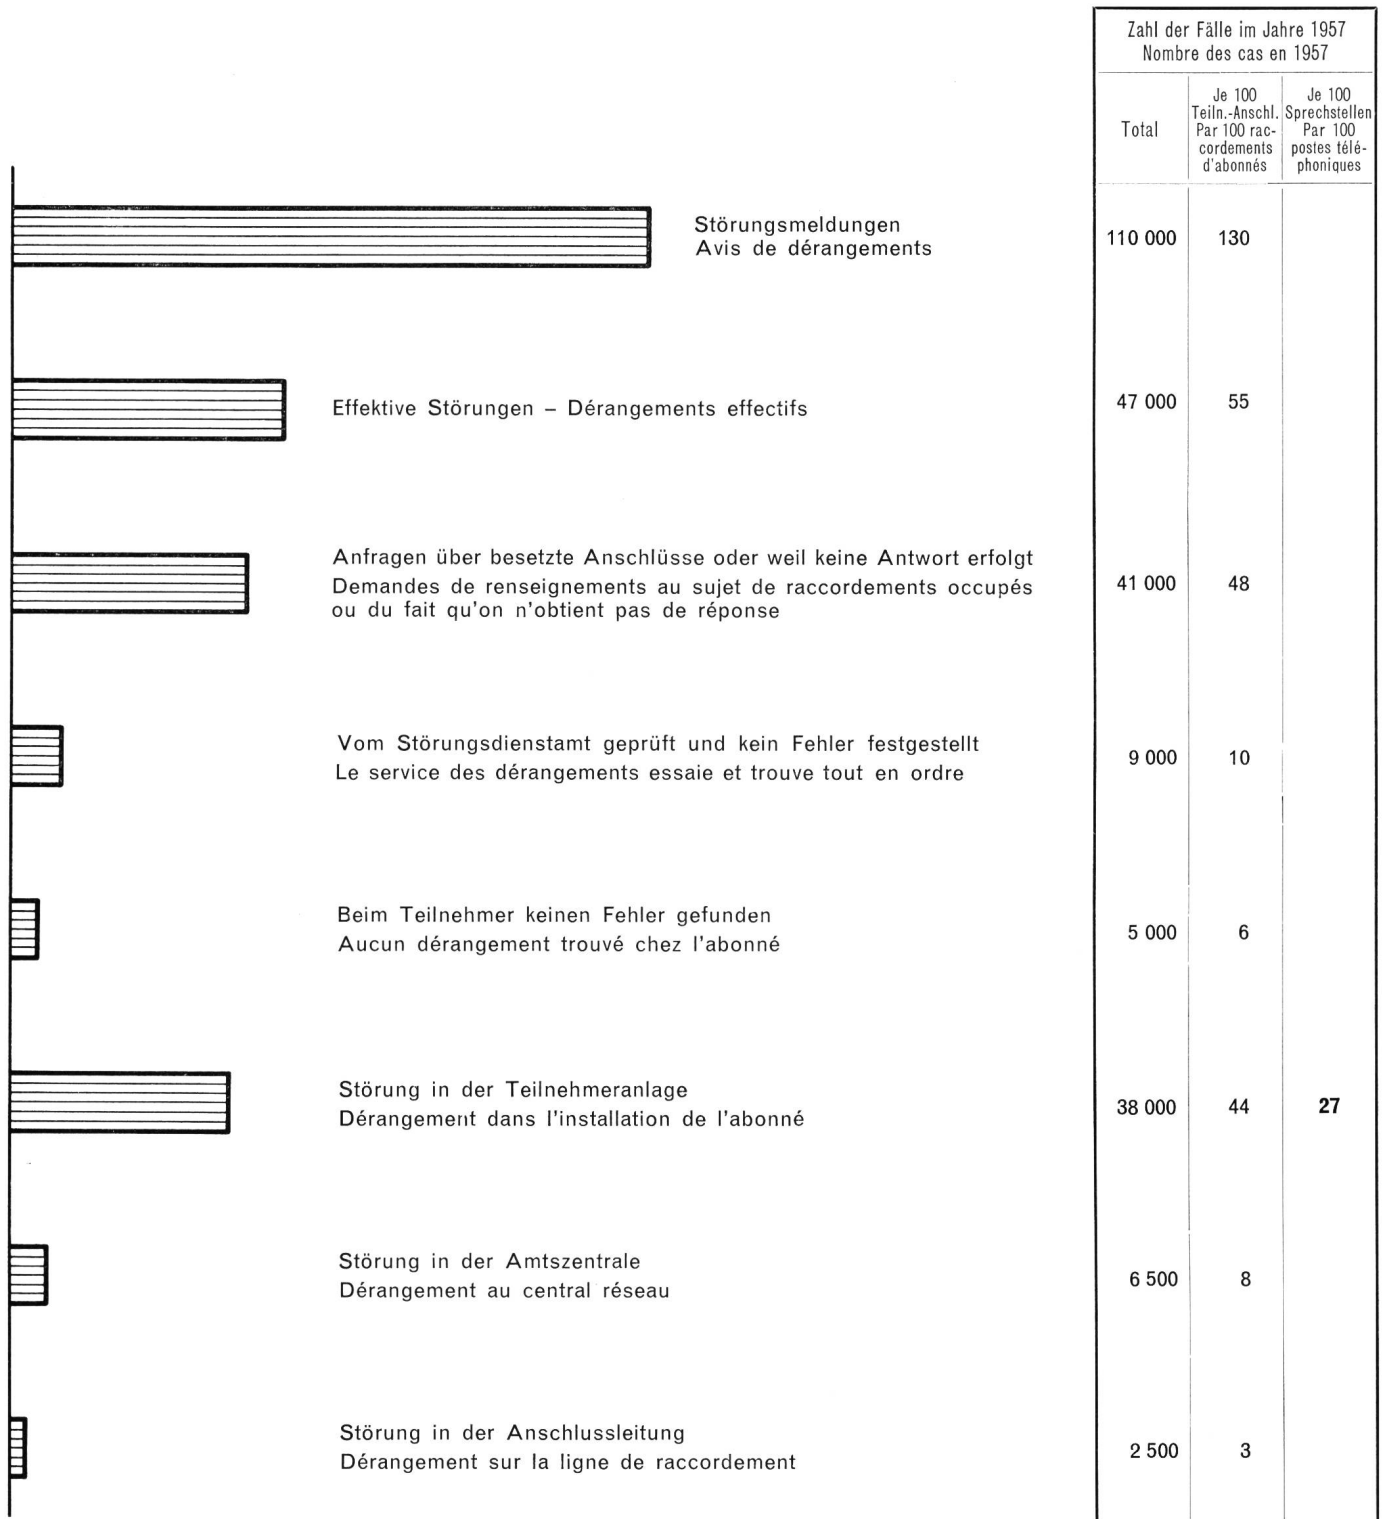 Zahl der Fälle im Jahre 1957
Nombre des cas en 1957
Total
Je 100
Teiln.-Anschl.
Par 100 rac-
cordements
d'abonnés
Je 100
Sprechstellen
Par 100
postes télé-
phoniques
Störungsmeldungen
Avis de dérangements
110 000 130
Effektive Störungen – Dérangements effectifs
47 000 55
Anfragen über besetzte Anschlüsse oder weil keine Antwort erfolgt
Demandes de renseignements au sujet de raccordements occupés
ou du fait qu'on n'obtient pas de réponse
41 000 48
Vom Störungsdienstamt geprüft und kein Fehler festgestellt
Le service des dérangements essaie et trouve tout en ordre
9 000 10
Beim Teilnehmer keinen Fehler gefunden
Aucun dérangement trouvé chez l'abonné
5 000 6
Störung in der Teilnehmeranlage
Dérangement dans l'installation de l'abonné
38 000 44 27
Störung in der Amtszentrale
Dérangement au central réseau
6 500 8
Störung in der Anschlussleitung
Dérangement sur la ligne de raccordement
2 500 3